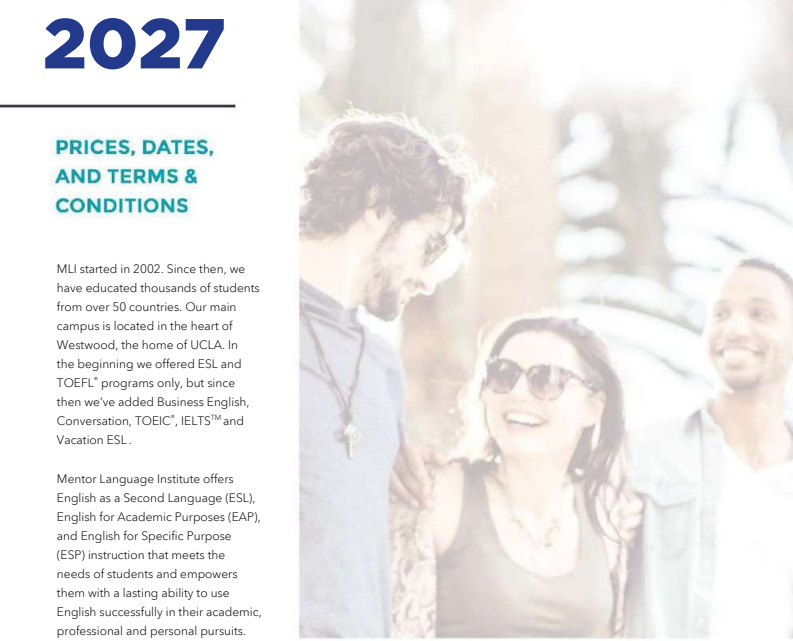 2027
PRICES, DATES,
AND TERMS &
CONDITIONS
MLI started in 2002. Since then, we
have educated thousands of students
from over 50 countries. Our main
campus is located in the heart of
Westwood, the home of UCLA. In
the beginning we offered ESL and
TOEFL® programs only, but since
then we’ve added Business English,
Conversation, TOEIC®, IELTS™ and
Vacation ESL.
Mentor Language Institute offers
English as a Second Language (ESL),
English for Academic Purposes (EAP),
and English for Specific Purpose
(ESP) instruction that meets the
needs of students and empowers
them with a lasting ability to use
English successfully in their academic,
professional and personal pursuits.